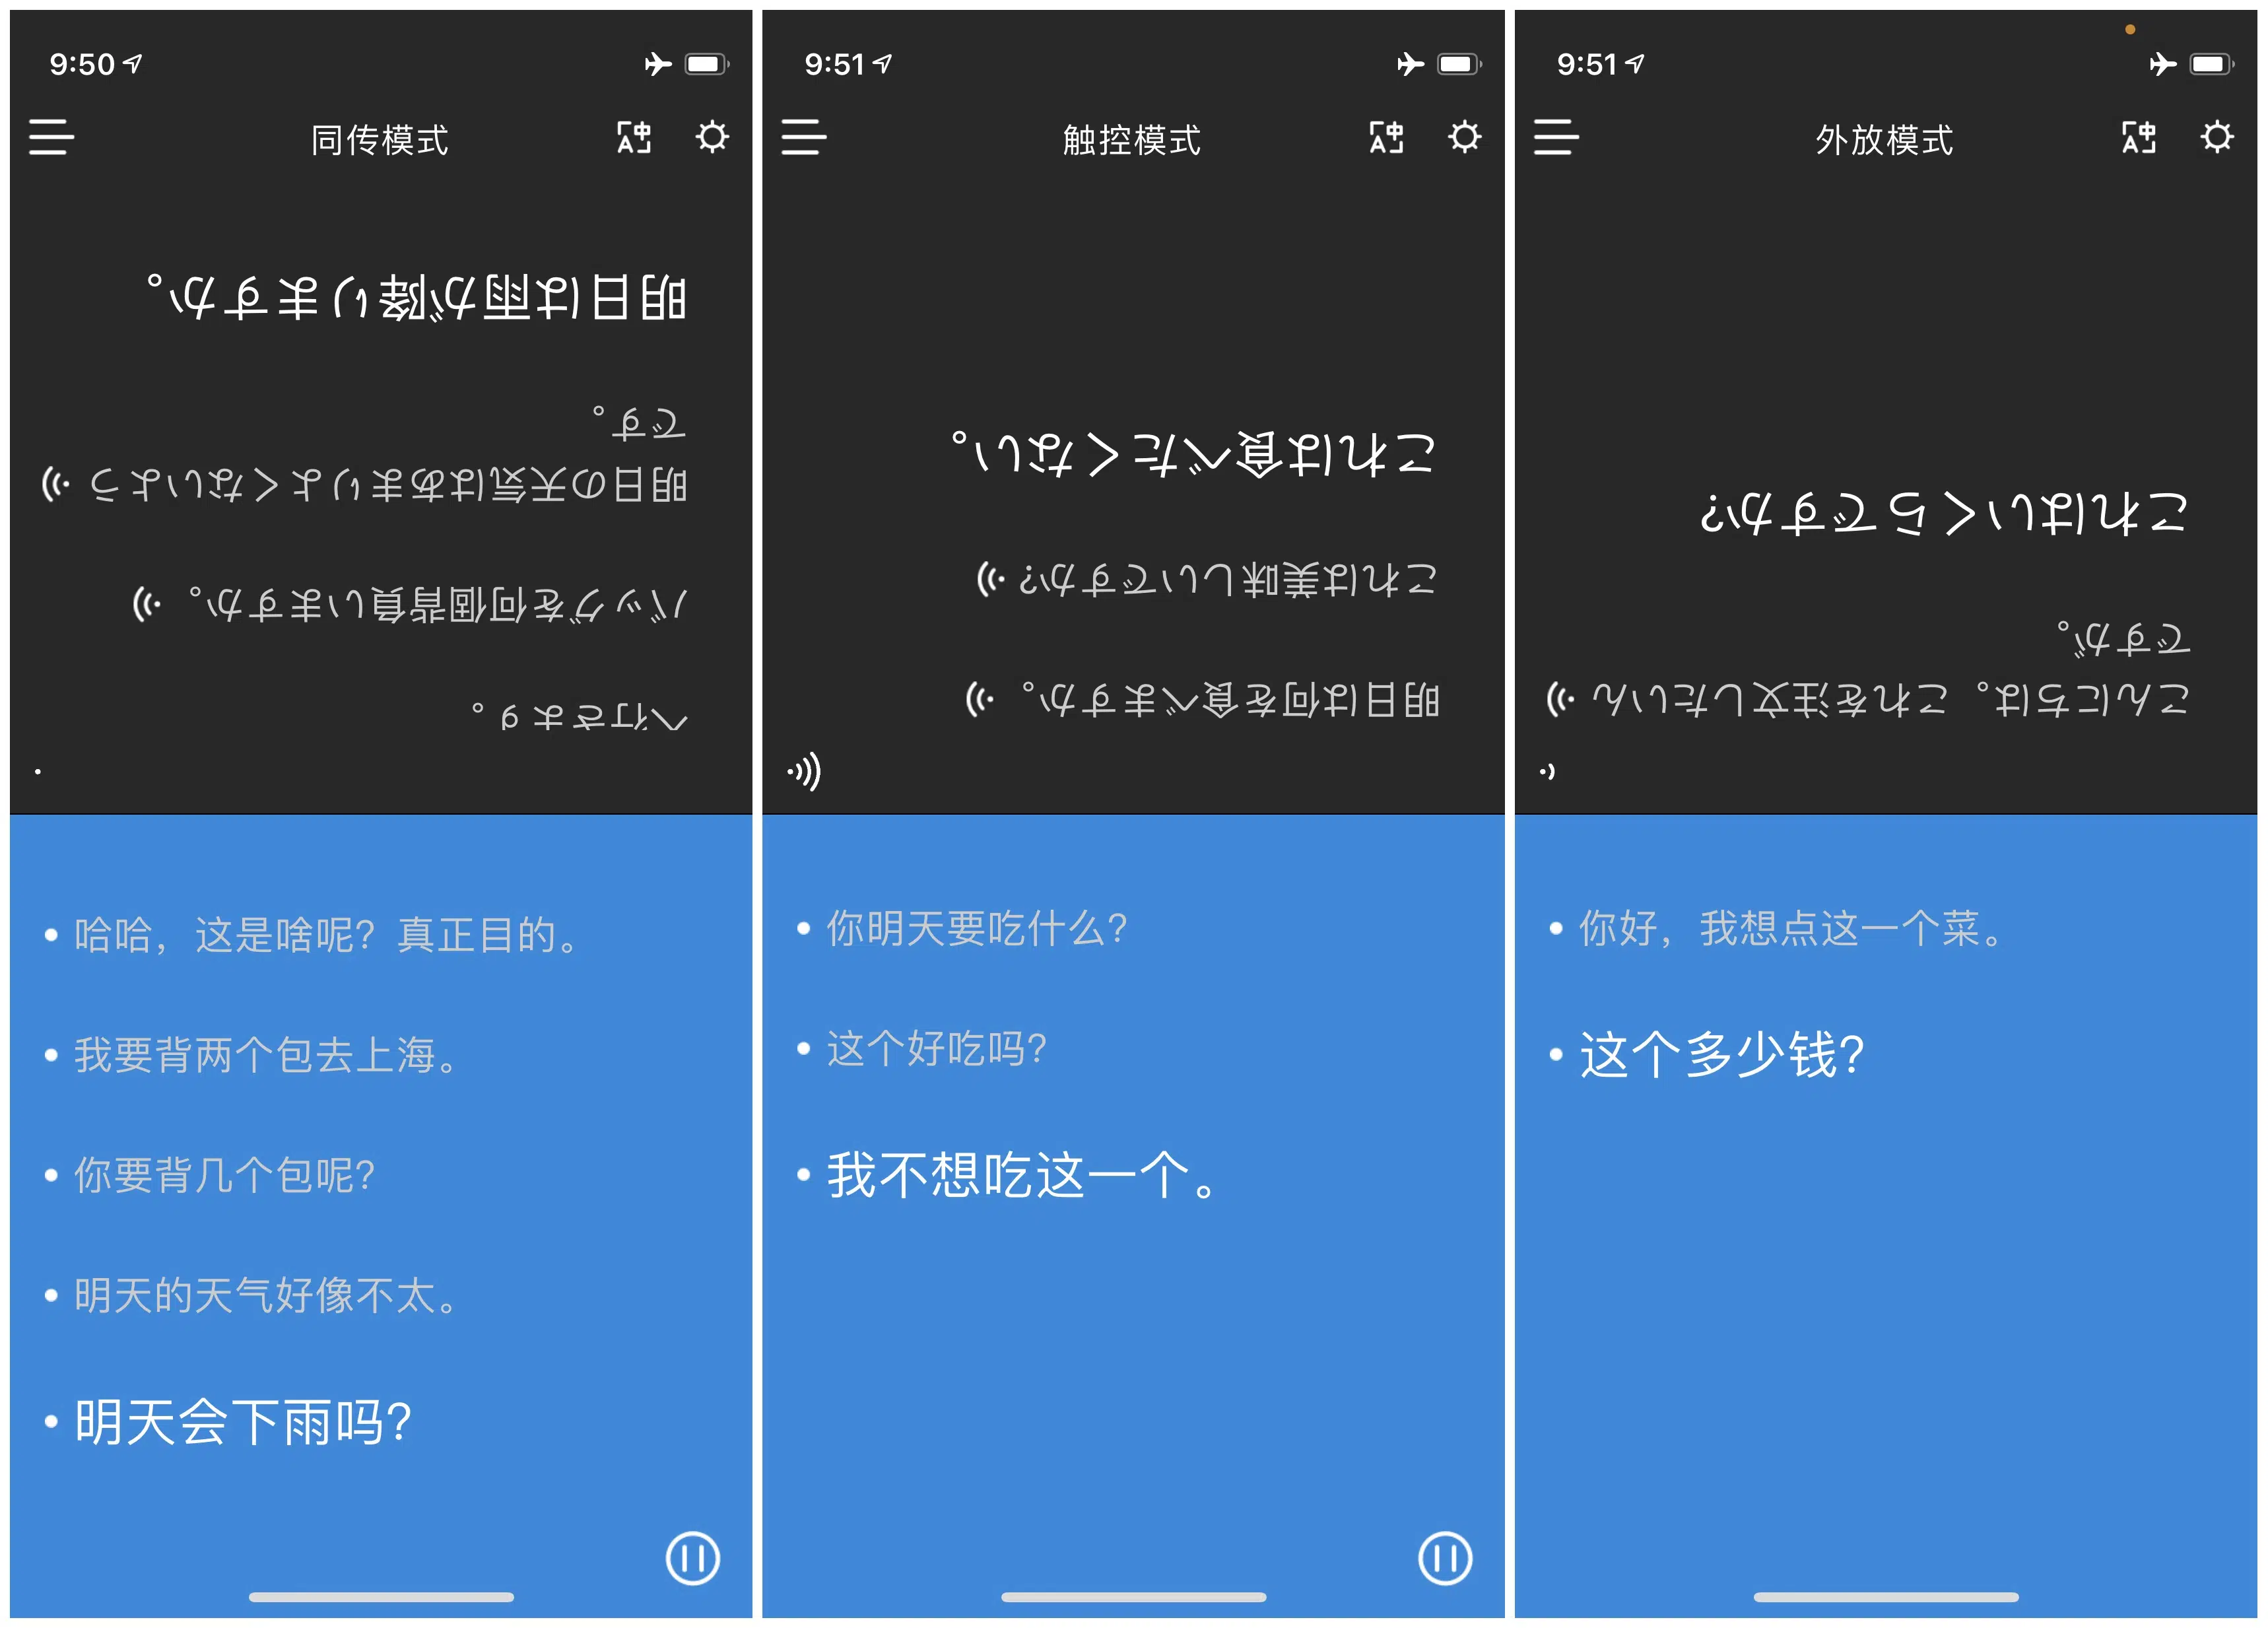 9:50
同传模式
A中
へ行きます。
バッグを何個背負いますか。
明日の天気はあまりよくないよう
です。
明日は雨が降りますか。
哈哈，这是啥呢？真正目的。
我要背两个包去上海。
你要背几个包呢？
明天的天气好像不太。
明天会下雨吗？
9:51
触控模式
A中
明日は何を食べますか。
これは美味しいですか?
これは食べたくない。
你明天要吃什么？
这个好吃吗？
我不想吃这一个。
9:51
外放模式
A中
こんにちは。これを注文したいん
ですが。
これはいくらですか?
你好，我想点这一个菜。
这个多少钱？